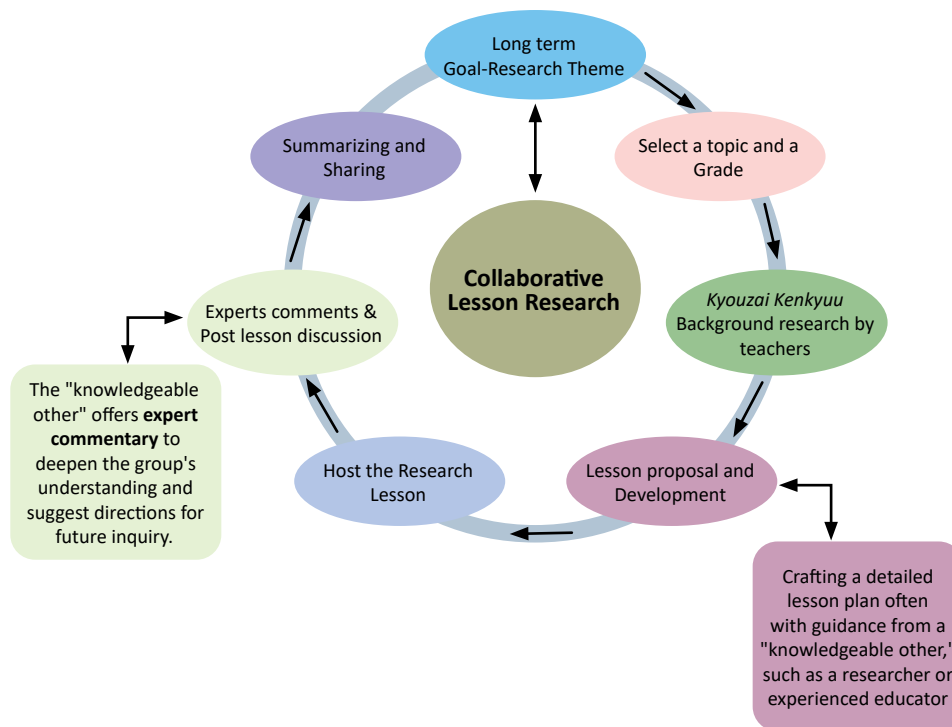 Long term
Goal-Research Theme
Select a topic and a
Grade
Kyouzai Kenkyuu
Background research by
teachers
Lesson proposal and
Development
Crafting a detailed
lesson plan often
with guidance from a
"knowledgeable other,"
such as a researcher or
experienced educator
Host the Research
Lesson
Experts comments &
Post lesson discussion
The "knowledgeable
other" offers expert
commentary to
deepen the group's
understanding and
suggest directions for
future inquiry.
Summarizing and
Sharing
Collaborative
Lesson Research